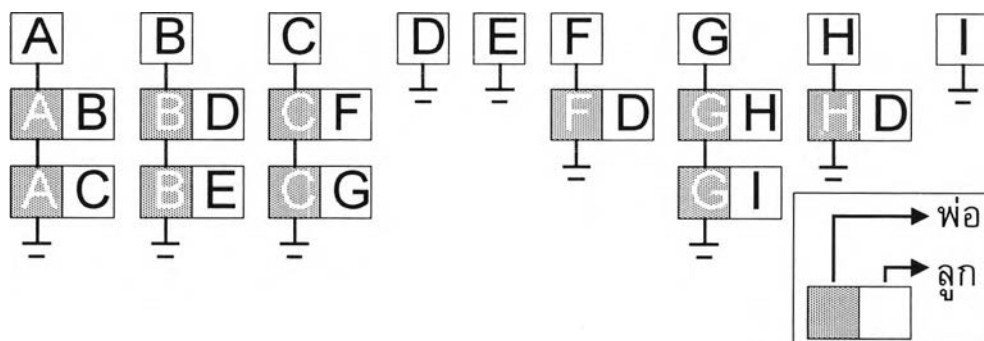 A B C D E F G H I
A B B D C F F D G H H D
A C B E C G G I
พ่อ
ลูก